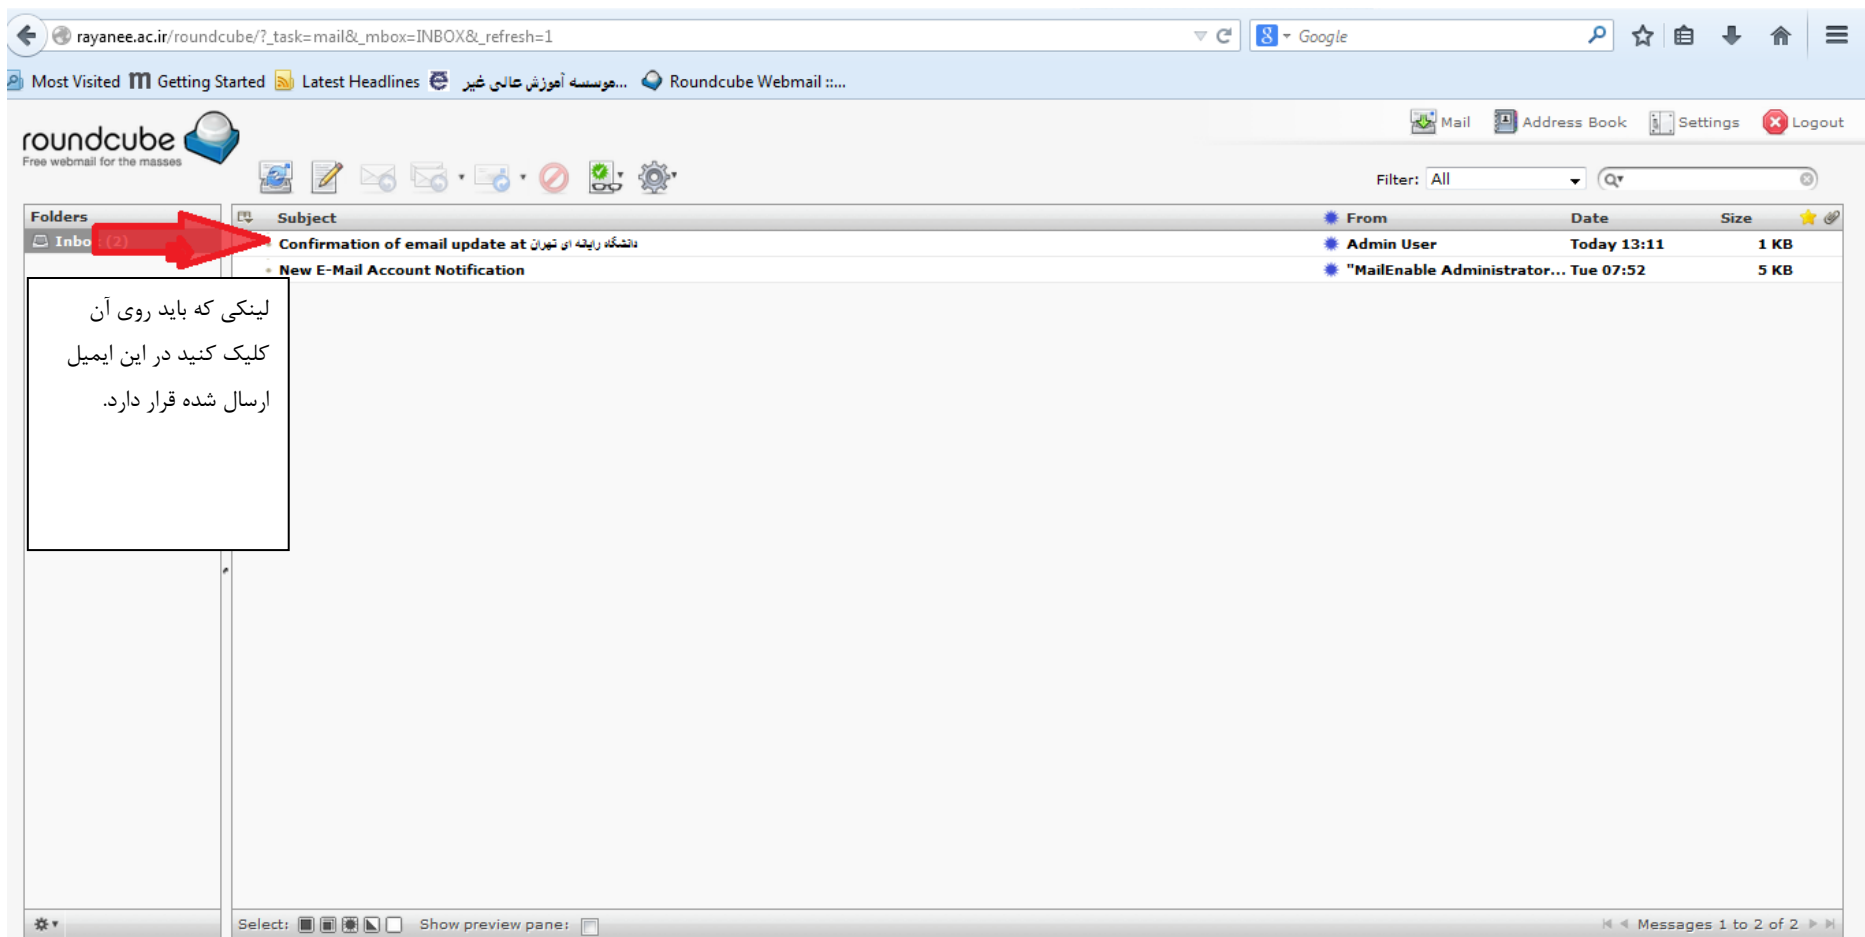 rayanee.ac.ir/roundcube/?_task=mail&_mbox=INBOX&_refresh=1
8 Google
Most Visited Getting Started Latest Headlines موسسه آموزش عالی غیر... Roundcube Webmail ::...
roundcube
Free webmail for the masses
Mail Address Book Settings Logout
Filter: All
Folders
Inbo (2)
Subject From Date Size
Confirmation of email update at دانشگاه رایانه ای تهران Admin User Today 13:11 1 KB
New E-Mail Account Notification "MailEnable Administrator... Tue 07:52 5 KB
لینکی که باید روی آن
کلیک کنید در این ایمیل
ارسال شده قرار دارد.
Select: Show preview pane: Messages 1 to 2 of 2